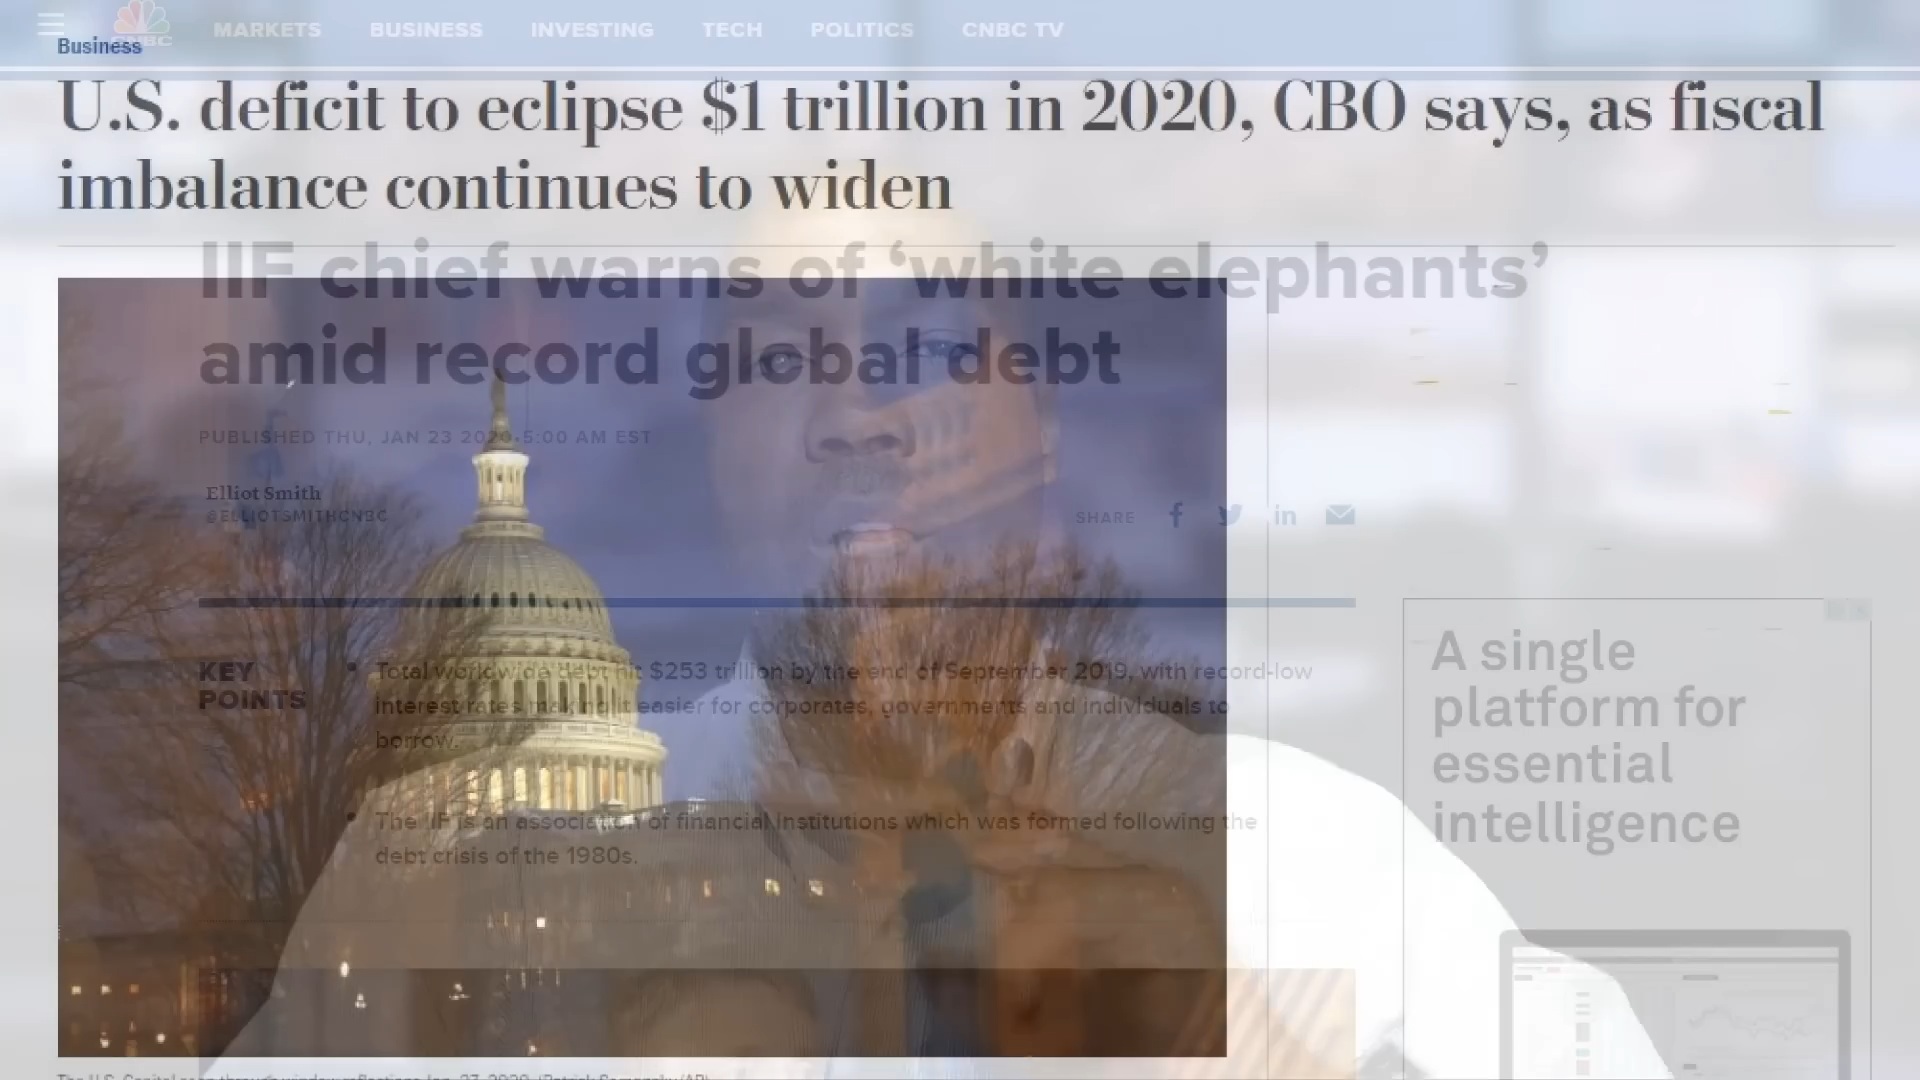 MARKETS BUSINESS INVESTING TECH POLITICS CNBC TV
CNBC
Business
U.S. deficit to eclipse $1 trillion in 2020, CBO says, as fiscal
imbalance continues to widen
IIF chief warns of ‘white elephants’
amid record global debt
PUBLISHED THU, JAN 23 2020 • 5:00 AM EST
Elliot Smith
@ELLIOTSMITHCNBC
SHARE
KEY
POINTS
• Total worldwide debt hit $253 trillion by the end of September 2019, with record-low
interest rates making it easier for corporates, governments and individuals to
borrow.
• The IIF is an association of financial institutions which was formed following the
debt crisis of the 1980s.
A single
platform for
essential
intelligence